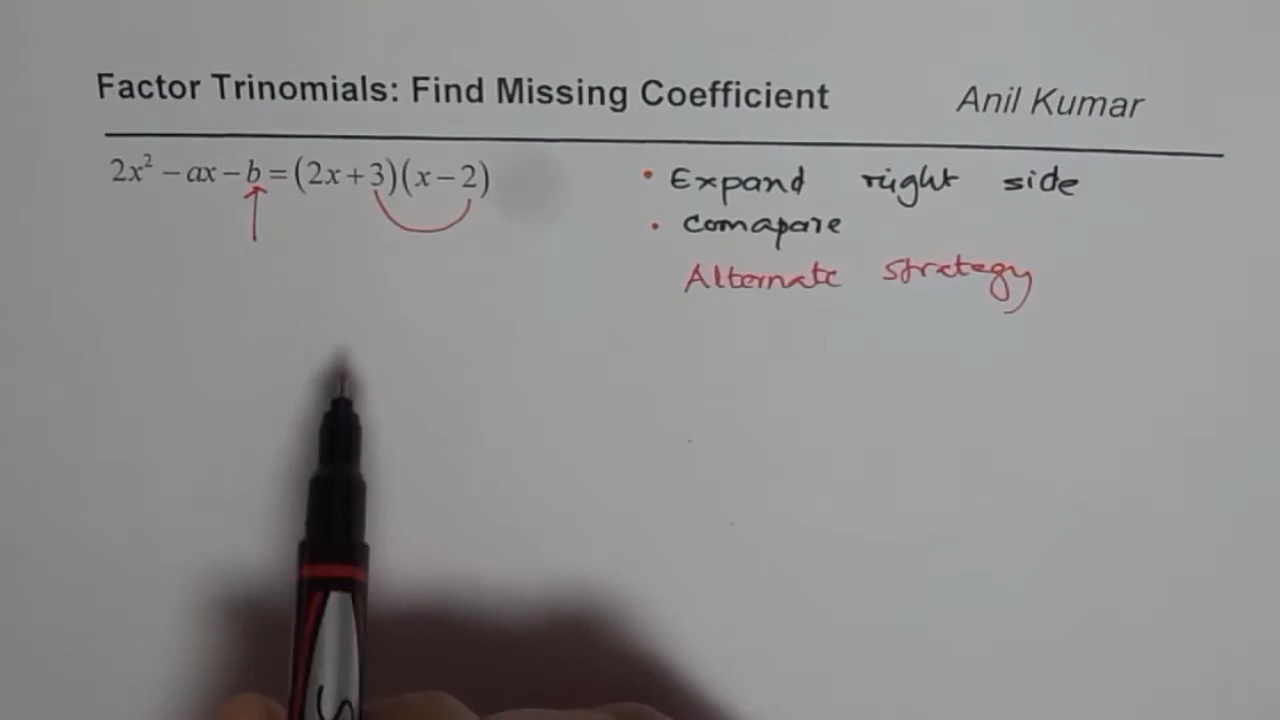 Factor Trinomials: Find Missing Coefficient Anil Kumar
2x² − ax − b = (2x + 3)(x − 2)
• Expand right side
• comapare
Alternate strategy